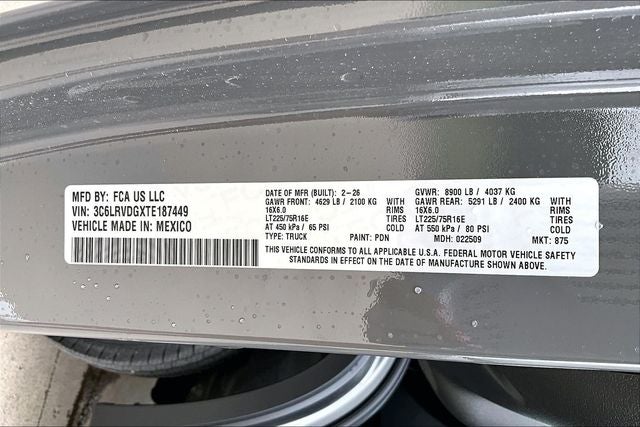 MFD BY: FCA US LLC
VIN: 3C6LRVDGXTE187449
VEHICLE MADE IN: MEXICO
DATE OF MFR (BUILT): 2-26
GAWR FRONT: 4629 LB / 2100 KG
16X6.0 TIRES
LT225/75R16E COLD
AT 450 kPa / 65 PSI
TYPE: TRUCK PAINT: PDN
GVWR: 8900 LB / 4037 KG
GAWR REAR: 5291 LB / 2400 KG
16X6.0 TIRES
LT225/75R16E COLD
AT 550 kPa / 80 PSI
MDH: 022509 MKT: 875
THIS VEHICLE CONFORMS TO ALL APPLICABLE U.S.A. FEDERAL MOTOR VEHICLE SAFETY
STANDARDS IN EFFECT ON THE DATE OF MANUFACTURE SHOWN ABOVE.